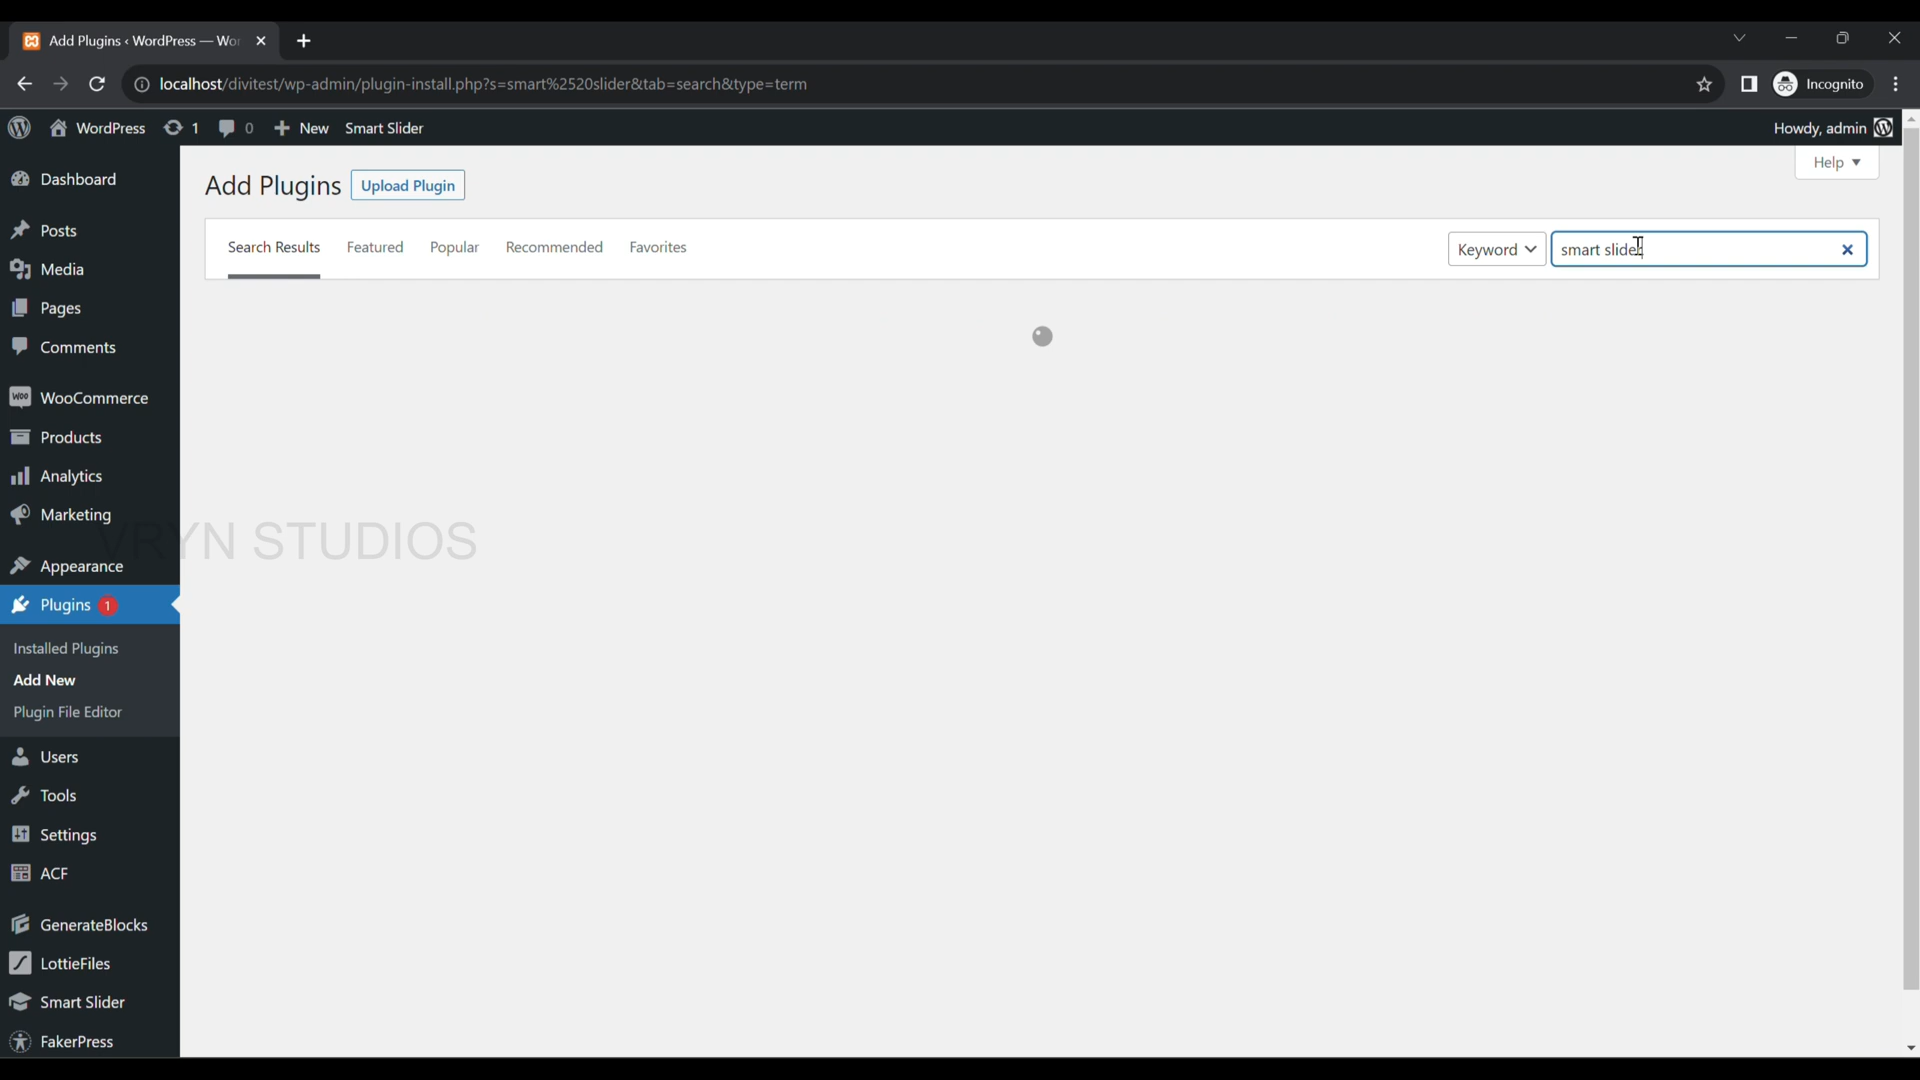 Add Plugins ‹ WordPress — Wor
localhost/divitest/wp-admin/plugin-install.php?s=smart%2520slider&tab=search&type=term
Incognito
WordPress 1 0 New Smart Slider
Howdy, admin
Help
Dashboard
Posts
Media
Pages
Comments
WooCommerce
Products
Analytics
Marketing
Appearance
Plugins 1
Installed Plugins
Add New
Plugin File Editor
Users
Tools
Settings
ACF
GenerateBlocks
LottieFiles
Smart Slider
FakerPress
Add Plugins Upload Plugin
Search Results Featured Popular Recommended Favorites
Keyword smart slider
VRYN STUDIOS